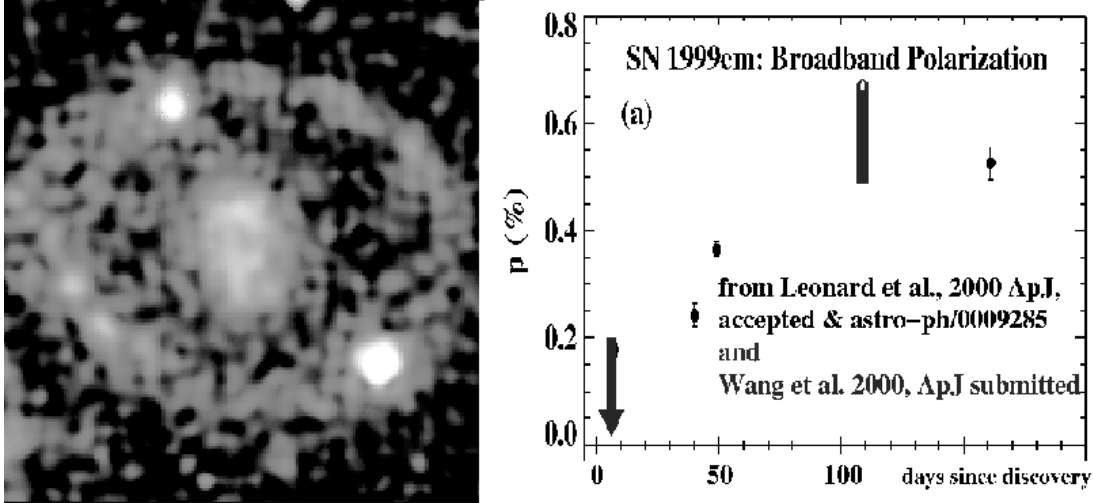 0.8
SN 1999em: Broadband Polarization
(a)
0.6
p (%)
0.4
from Leonard et al., 2000 ApJ,
accepted & astro-ph/0009285
0.2
and
Wang et al. 2000, ApJ submitted
0.0
0 50 100 days since discovery